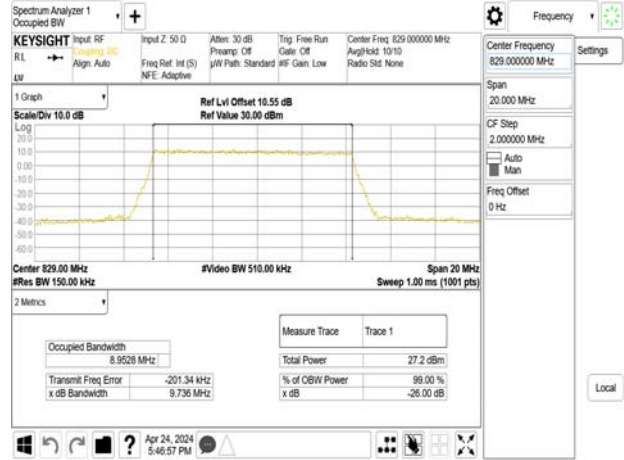 Spectrum Analyzer 1
Occupied BW
Frequency
KEYSIGHT
RL
Input: RF
Coupling: DC
Align: Auto
Input Z: 50 Ω
Freq Ref: Int (S)
NFE: Adaptive
Atten: 30 dB
Preamp: Off
µW Path: Standard
Trig: Free Run
Gate: Off
#IF Gain: Low
Center Freq: 829.000000 MHz
Avg|Hold: 10/10
Radio Std: None
Center Frequency
829.000000 MHz
Settings
Span
20.000 MHz
CF Step
2.000000 MHz
Auto
Man
Freq Offset
0 Hz
Local
1 Graph
Scale/Div 10.0 dB
Ref Lvl Offset 10.55 dB
Ref Value 30.00 dBm
Log
20.0
10.0
0.00
-10.0
-20.0
-30.0
-40.0
-50.0
-60.0
Center 829.00 MHz
#Video BW 510.00 kHz
Span 20 MHz
#Res BW 150.00 kHz
Sweep 1.00 ms (1001 pts)
2 Metrics
Measure Trace
Trace 1
Occupied Bandwidth
8.9528 MHz
Total Power
27.2 dBm
Transmit Freq Error
-201.34 kHz
% of OBW Power
99.00 %
x dB Bandwidth
9.736 MHz
x dB
-26.00 dB
Apr 24, 2024
5:46:57 PM